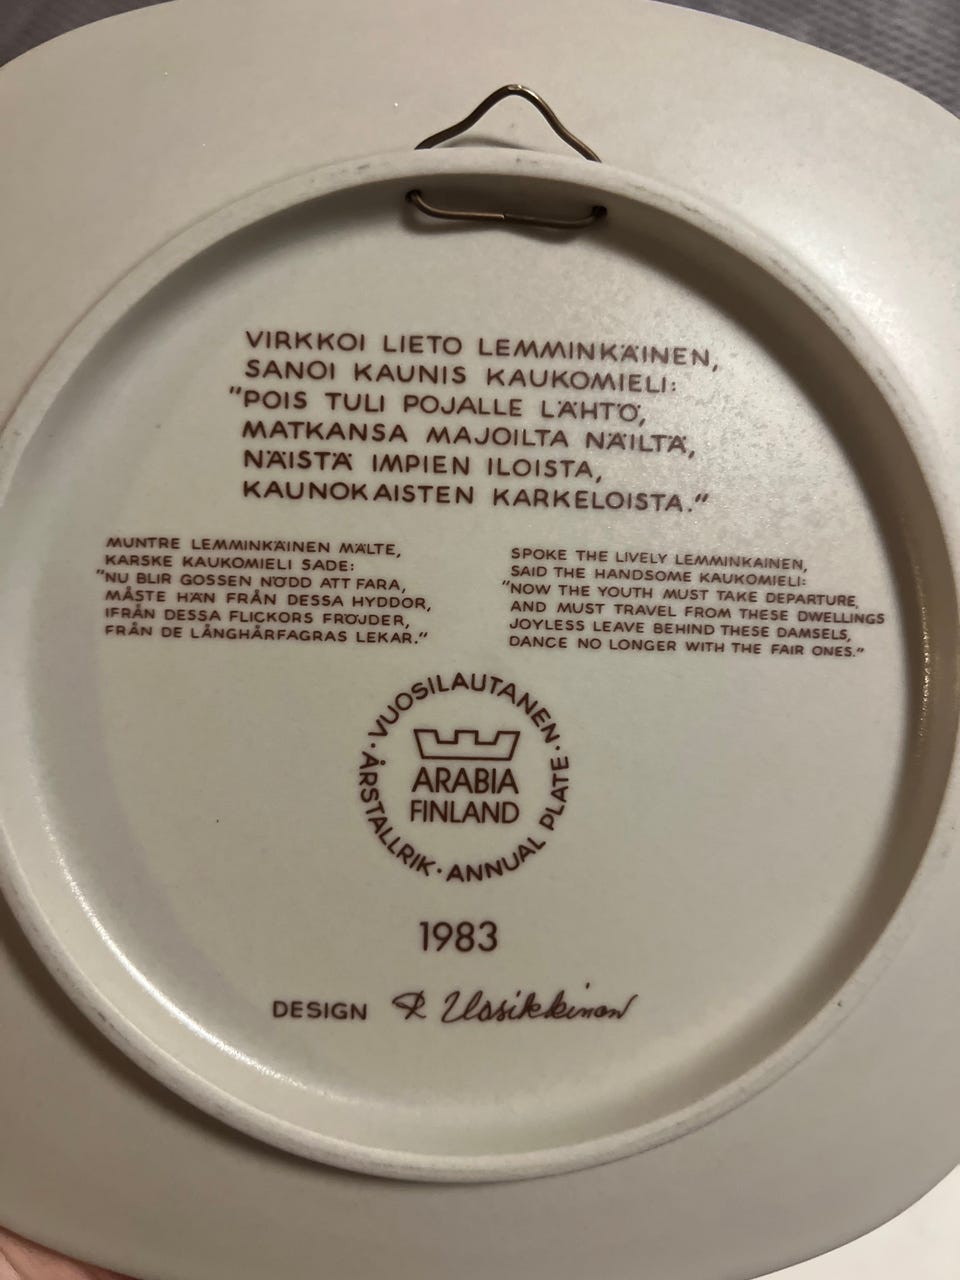 VIRKKOI LIETO LEMMINKÄINEN,
SANOI KAUNIS KAUKOMIELI:
"POIS TULI POJALLE LÄHTÖ,
MATKANSA MAJOILTA NÄILTÄ,
NÄISTÄ IMPIEN ILOISTA,
KAUNOKAISTEN KARKELOISTA."
MUNTRE LEMMINKÄINEN MÄLTE,
KARSKE KAUKOMIELI SADE:
"NU BLIR GOSSEN NÖDD ATT FARA,
MÅSTE HÄN FRÅN DESSA HYDDOR,
IFRÅN DESSA FLICKORS FRÖJDER,
FRÅN DE LÅNGHÅRFAGRAS LEKAR."
SPOKE THE LIVELY LEMMINKAINEN,
SAID THE HANDSOME KAUKOMIELI:
"NOW THE YOUTH MUST TAKE DEPARTURE,
AND MUST TRAVEL FROM THESE DWELLINGS
JOYLESS LEAVE BEHIND THESE DAMSELS,
DANCE NO LONGER WITH THE FAIR ONES."
· VUOSILAUTANEN ·
ARABIA
FINLAND
ÅRSTALLRIK · ANNUAL PLATE
1983
DESIGN R Uosikkinen